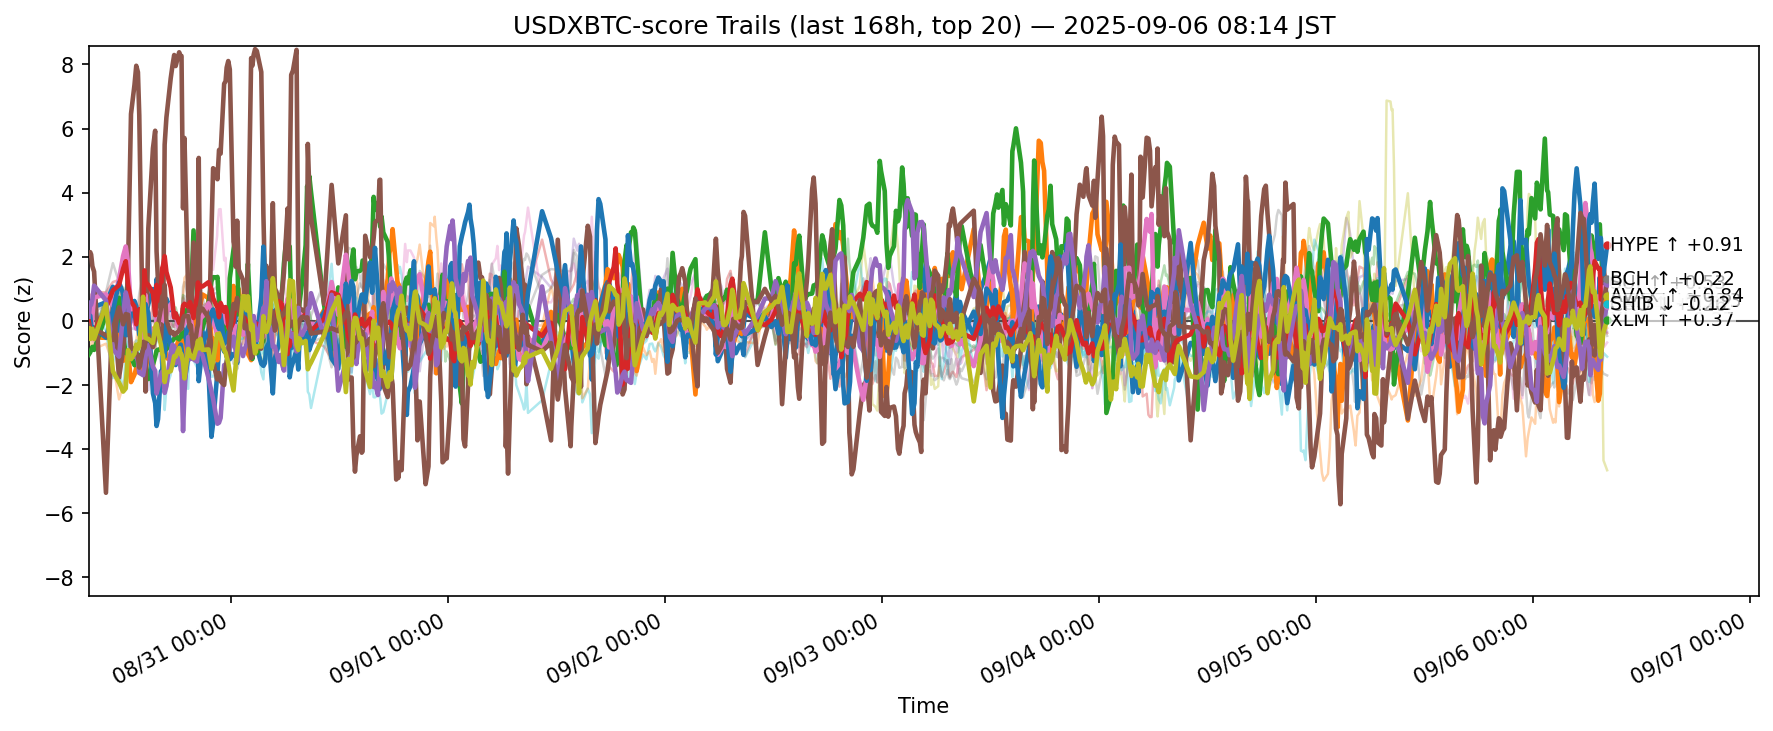 USDXBTC-score Trails (last 168h, top 20) — 2025-09-06 08:14 JST
Score (z)
8
6
4
2
0
−2
−4
−6
−8
HYPE ↑ +0.91
BCH ↑ +0.22
AVAX ↑ +0.84
SHIB ↓ -0.12
XLM ↑ +0.37
08/31 00:00
09/01 00:00
09/02 00:00
09/03 00:00
09/04 00:00
09/05 00:00
09/06 00:00
09/07 00:00
Time